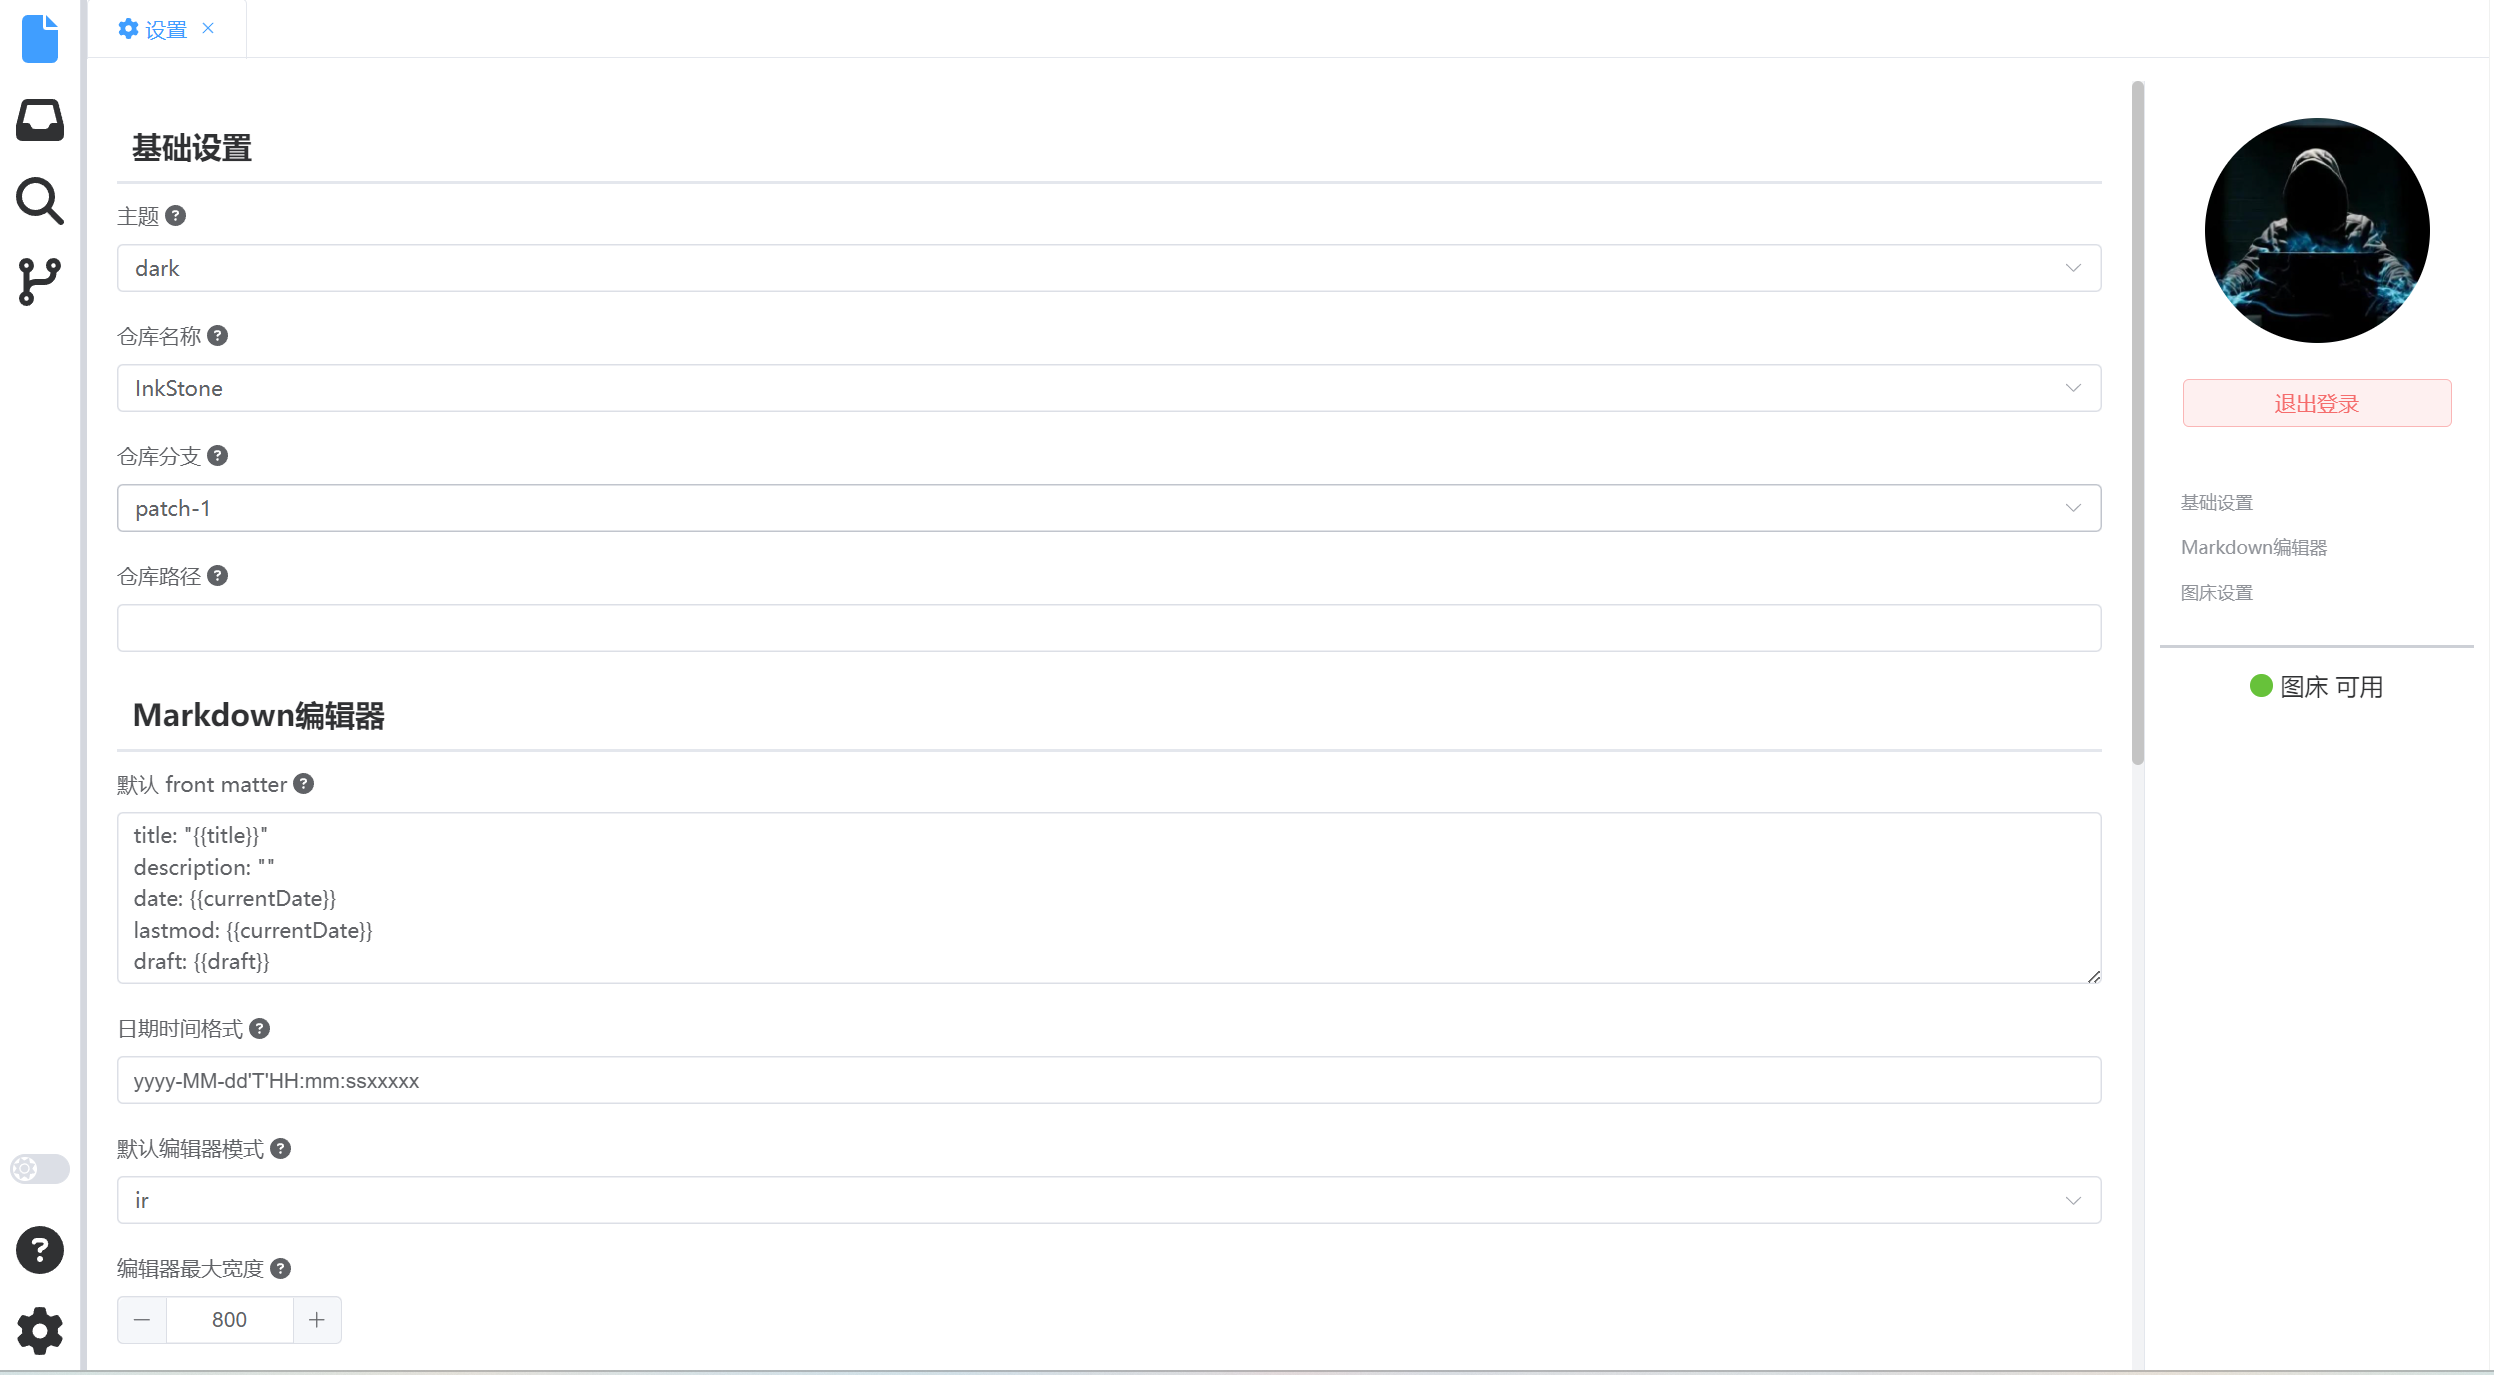 设置
基础设置
主题
dark
仓库名称
InkStone
仓库分支
patch-1
仓库路径
Markdown编辑器
默认 front matter
title: "{{title}}"
description: ""
date: {{currentDate}}
lastmod: {{currentDate}}
draft: {{draft}}
日期时间格式
yyyy-MM-dd'T'HH:mm:ssxxxxx
默认编辑器模式
ir
编辑器最大宽度
800
退出登录
基础设置
Markdown编辑器
图床设置
图床 可用